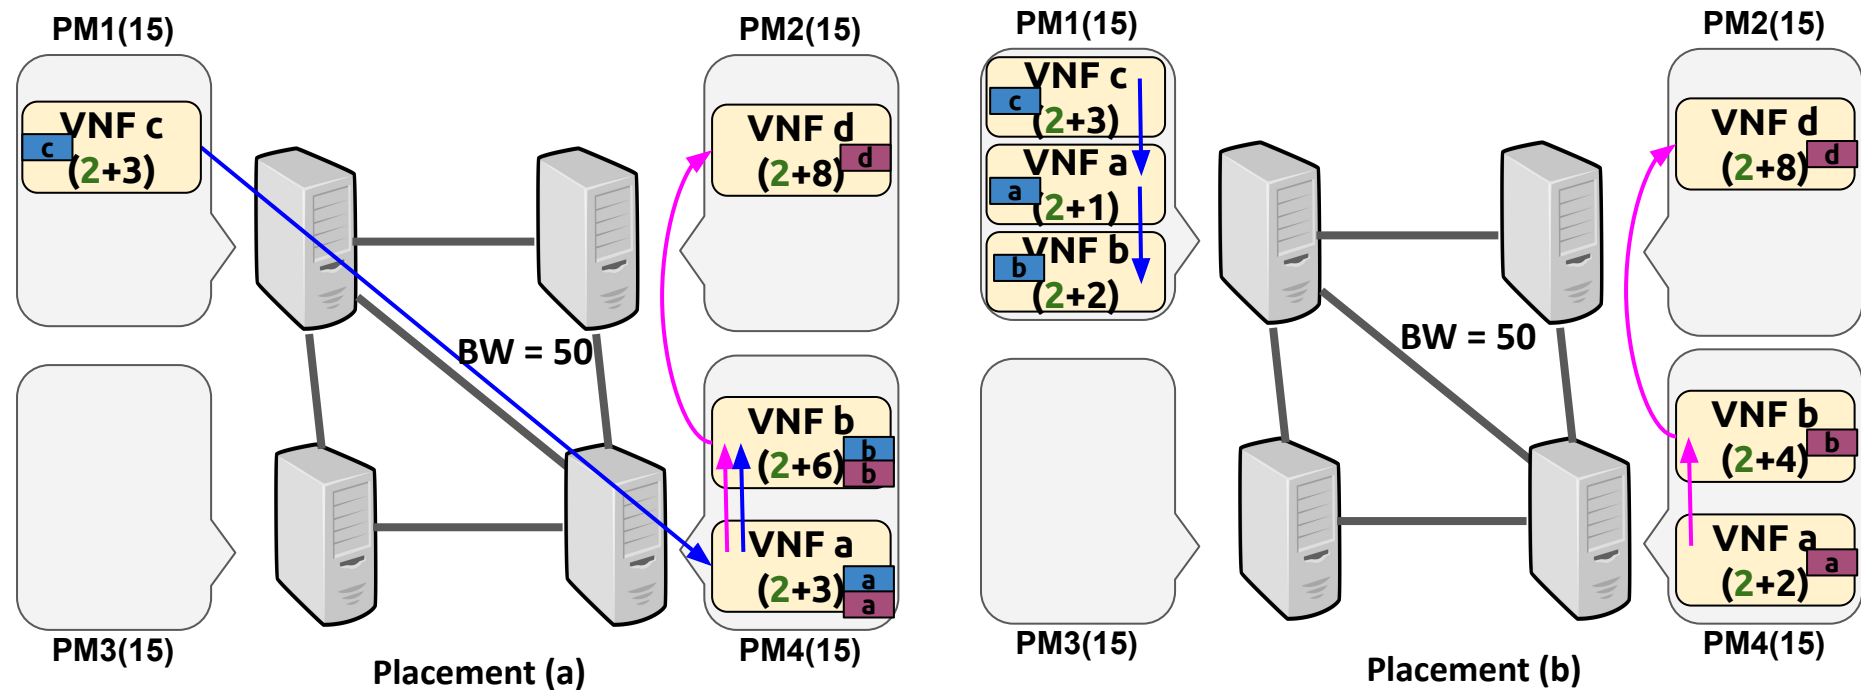 PM1(15)
VNF c
c
(2+3)
PM2(15)
VNF d
d
(2+8)
BW = 50
VNF b
b
(2+6)
b
VNF a
a
(2+3)
a
PM3(15)
PM4(15)
Placement (a)
PM1(15)
VNF c
c
(2+3)
VNF a
a
(2+1)
VNF b
b
(2+2)
PM2(15)
VNF d
d
(2+8)
BW = 50
VNF b
b
(2+4)
VNF a
a
(2+2)
PM3(15)
PM4(15)
Placement (b)